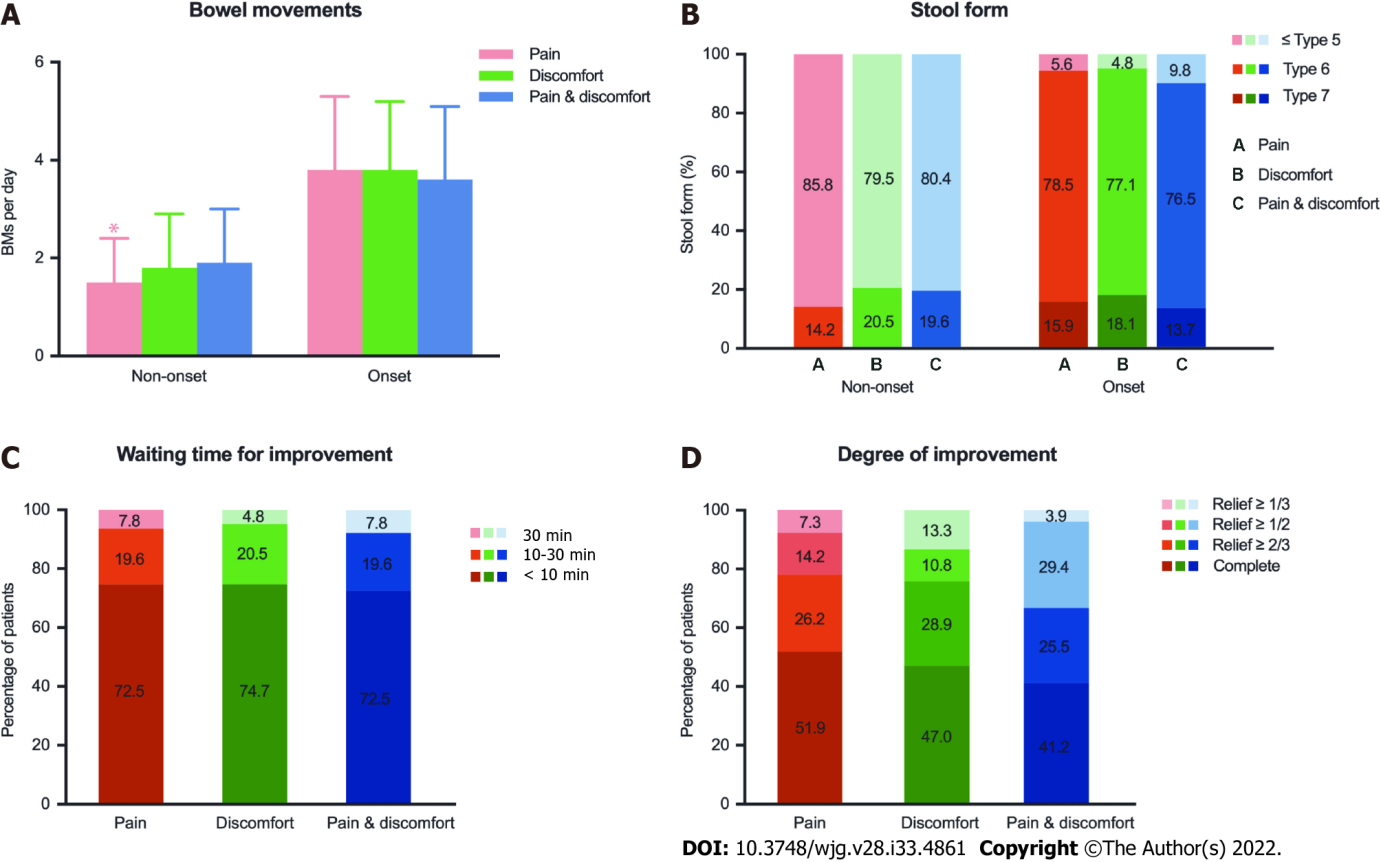 A
Bowel movements
Pain
Discomfort
Pain & discomfort
BMs per day
6
4
2
0
*
Non-onset
Onset
B
Stool form
≤ Type 5
Type 6
Type 7
A Pain
B Discomfort
C Pain & discomfort
Stool form (%)
100
80
60
40
20
0
85.8
79.5
80.4
14.2
20.5
19.6
5.6
4.8
9.8
78.5
77.1
76.5
15.9
18.1
13.7
A
B
C
A
B
C
Non-onset
Onset
C
Waiting time for improvement
30 min
10-30 min
< 10 min
Percentage of patients
100
80
60
40
20
0
7.8
4.8
7.8
19.6
20.5
19.6
72.5
74.7
72.5
Pain
Discomfort
Pain & discomfort
D
Degree of improvement
Relief ≥ 1/3
Relief ≥ 1/2
Relief ≥ 2/3
Complete
Percentage of patients
100
80
60
40
20
0
7.3
13.3
3.9
14.2
10.8
29.4
26.2
28.9
25.5
51.9
47.0
41.2
Pain
Discomfort
Pain & discomfort
DOI: 10.3748/wjg.v28.i33.4861 Copyright ©The Author(s) 2022.